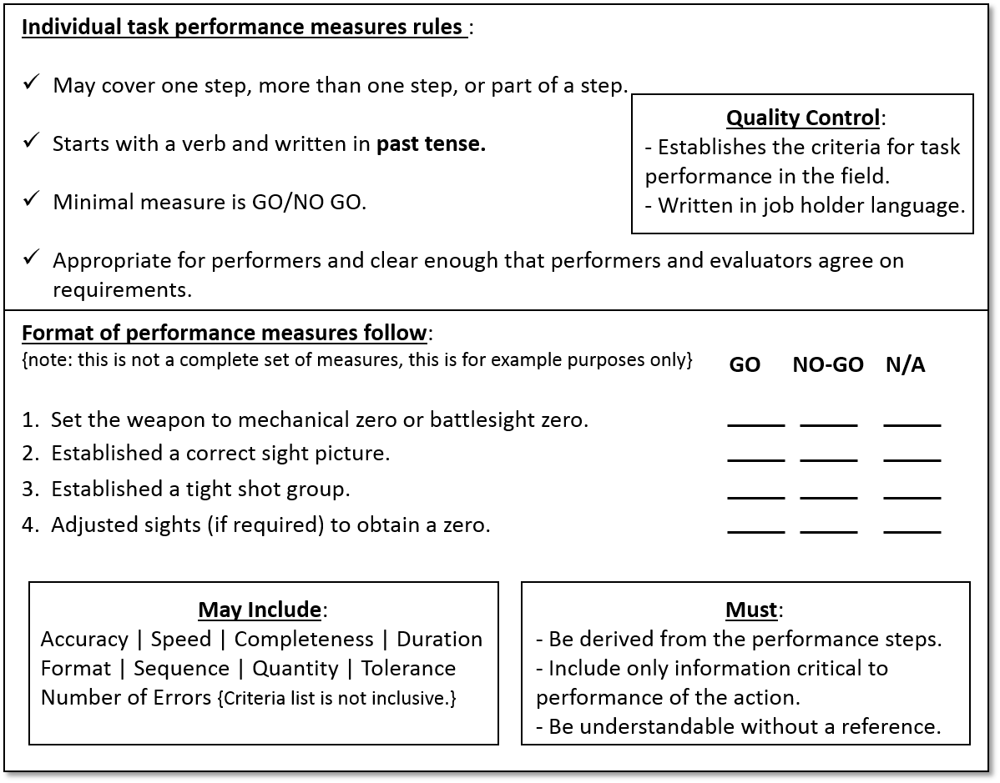 Individual task performance measures rules :
✓ May cover one step, more than one step, or part of a step.
✓ Starts with a verb and written in past tense.
✓ Minimal measure is GO/NO GO.
✓ Appropriate for performers and clear enough that performers and evaluators agree on
requirements.
Quality Control:
- Establishes the criteria for task
performance in the field.
- Written in job holder language.
Format of performance measures follow:
{note: this is not a complete set of measures, this is for example purposes only}
GO NO-GO N/A
1. Set the weapon to mechanical zero or battlesight zero.
2. Established a correct sight picture.
3. Established a tight shot group.
4. Adjusted sights (if required) to obtain a zero.
May Include:
Accuracy | Speed | Completeness | Duration
Format | Sequence | Quantity | Tolerance
Number of Errors {Criteria list is not inclusive.}
Must:
- Be derived from the performance steps.
- Include only information critical to
performance of the action.
- Be understandable without a reference.